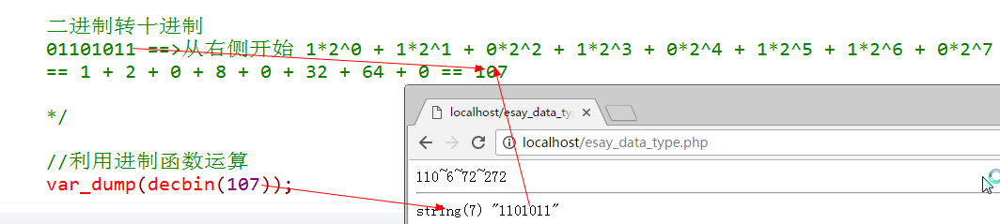 二进制转十进制
01101011 ==>从右侧开始 1*2^0 + 1*2^1 + 0*2^2 + 1*2^3 + 0*2^4 + 1*2^5 + 1*2^6 + 0*2^7
== 1 + 2 + 0 + 8 + 0 + 32 + 64 + 0 == 107
*/
//利用进制函数运算
var_dump(decbin(107));
localhost/esay_data_ty
localhost/esay_data_type.php
110~6~72~272
string(7) "1101011"